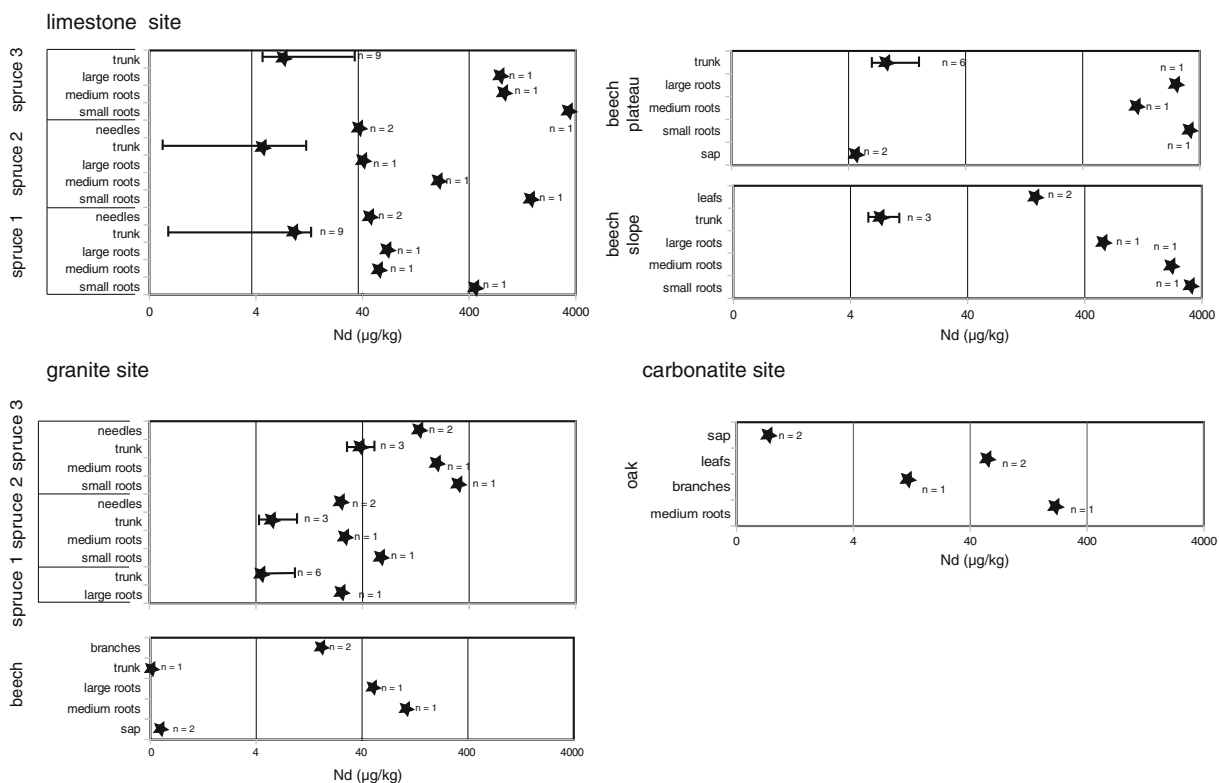 limestone site
spruce 3
trunk n = 9
large roots n = 1
medium roots n = 1
small roots n = 1
spruce 2
needles n = 2
trunk
large roots n = 1
medium roots n = 1
small roots n = 1
spruce 1
needles n = 2
trunk n = 9
large roots n = 1
medium roots n = 1
small roots n = 1
0 4 40 400 4000
Nd (µg/kg)
beech plateau
trunk n = 6
large roots n = 1
medium roots n = 1
small roots n = 1
sap n = 2
beech slope
leafs n = 2
trunk n = 3
large roots n = 1
medium roots n = 1
small roots n = 1
0 4 40 400 4000
Nd (µg/kg)
granite site
spruce 3
needles n = 2
trunk n = 3
medium roots n = 1
small roots n = 1
spruce 2
needles n = 2
trunk n = 3
medium roots n = 1
small roots n = 1
spruce 1
trunk n = 6
large roots n = 1
beech
branches n = 2
trunk n = 1
large roots n = 1
medium roots n = 1
sap n = 2
0 4 40 400 4000
Nd (µg/kg)
carbonatite site
oak
sap n = 2
leafs n = 2
branches n = 1
medium roots n = 1
0 4 40 400 4000
Nd (µg/kg)